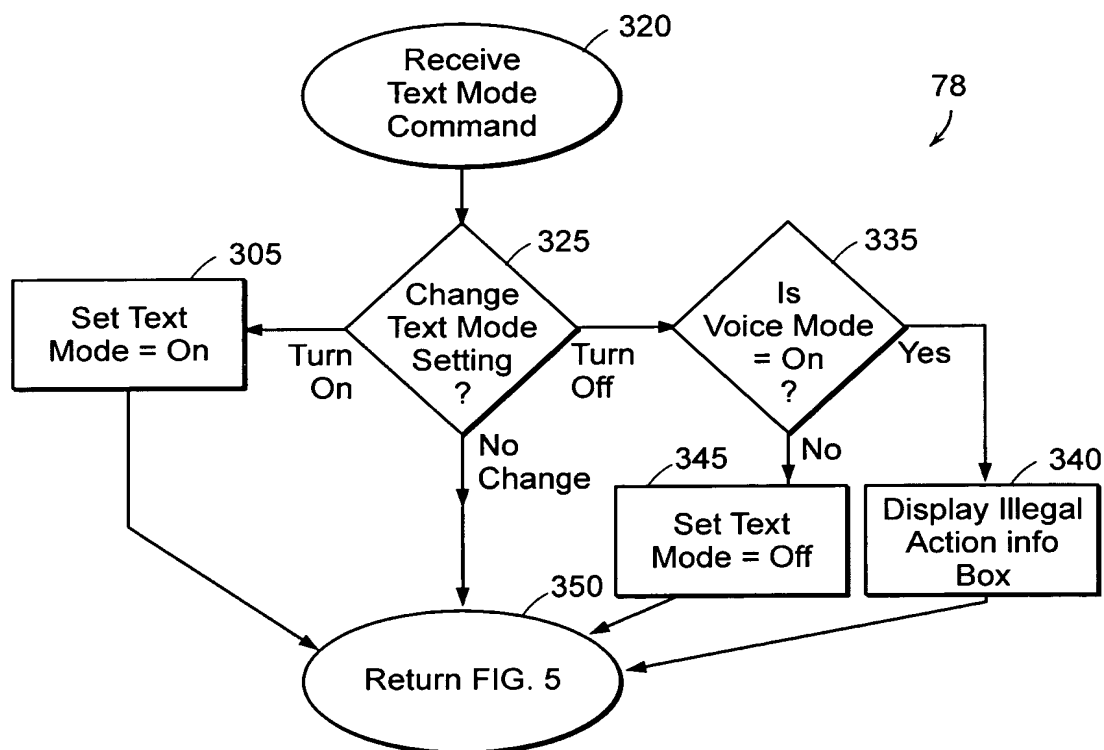 320
Receive
Text Mode
Command
78
305
Set Text
Mode = On
Turn
On
325
Change
Text Mode
Setting
?
Turn
Off
No
Change
335
Is
Voice Mode
= On
?
Yes
No
345
Set Text
Mode = Off
340
Display Illegal
Action info
Box
350
Return FIG. 5